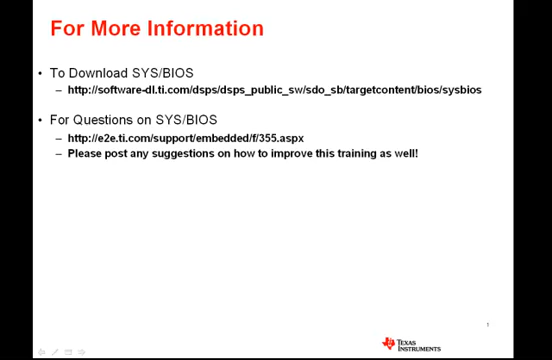 For More Information
• To Download SYS/BIOS
– http://software-dl.ti.com/dsps/dsps_public_sw/sdo_sb/targetcontent/bios/sysbios
• For Questions on SYS/BIOS
– http://e2e.ti.com/support/embedded/f/355.aspx
– Please post any suggestions on how to improve this training as well!
1
TEXAS
INSTRUMENTS